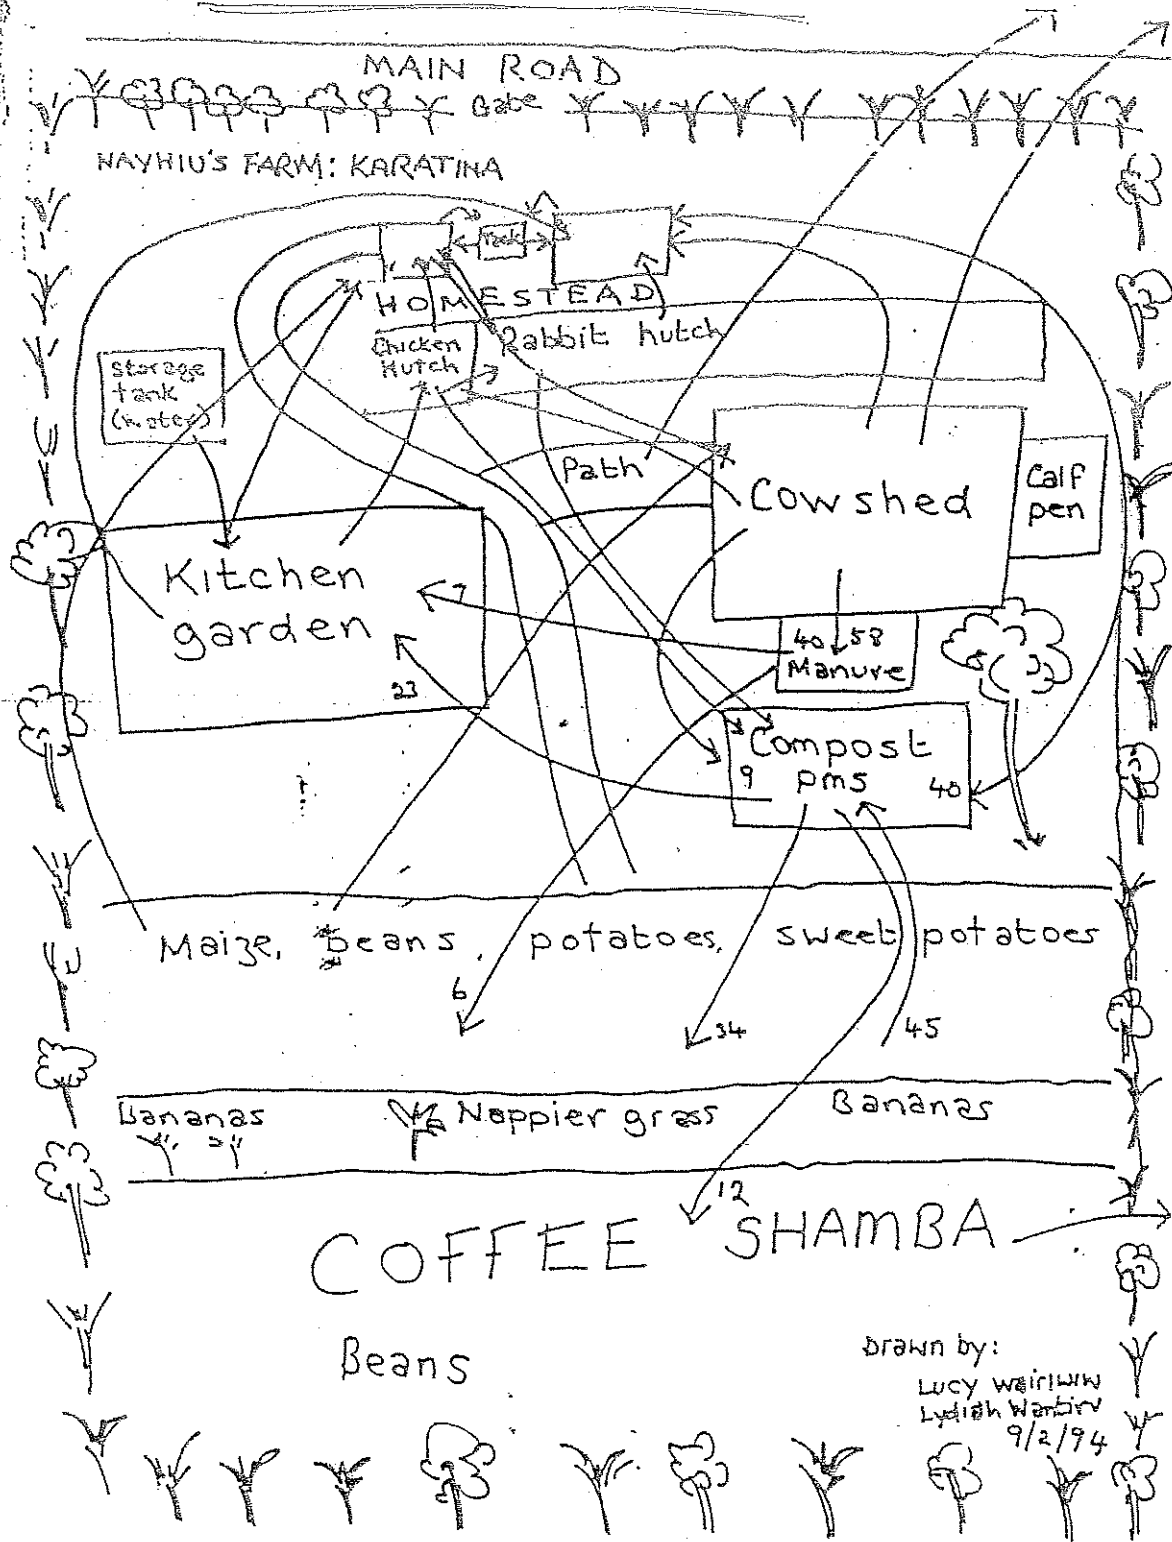 MAIN ROAD
Gate
NAYHIU'S FARM: KARATINA
Tank
HOMESTEAD
Chicken
Hutch
Rabbit hutch
Storage
tank
(water)
Path
Cowshed
Calf
pen
Kitchen
garden
23
40 58
Manure
Compost
pms
9
40
Maize, beans, potatoes, sweet potatoes
6
34
45
Bananas
Nappier grass
Bananas
12
COFFEE SHAMBA
Beans
Drawn by:
Lucy
Lydiah
9/2/94